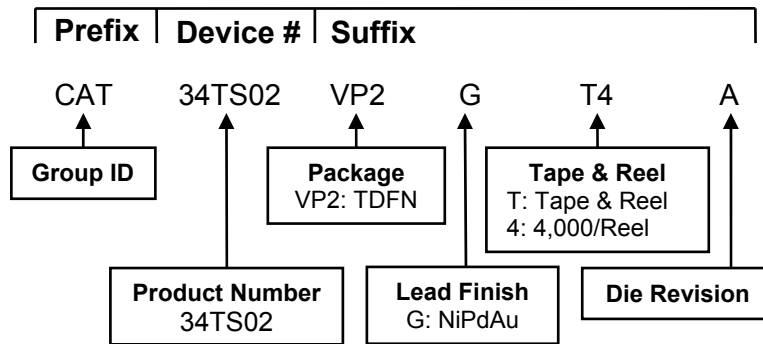 Prefix Device # Suffix
CAT 34TS02 VP2 G T4 A
Group ID
Package
VP2: TDFN
Tape & Reel
T: Tape & Reel
4: 4,000/Reel
Product Number
34TS02
Lead Finish
G: NiPdAu
Die Revision